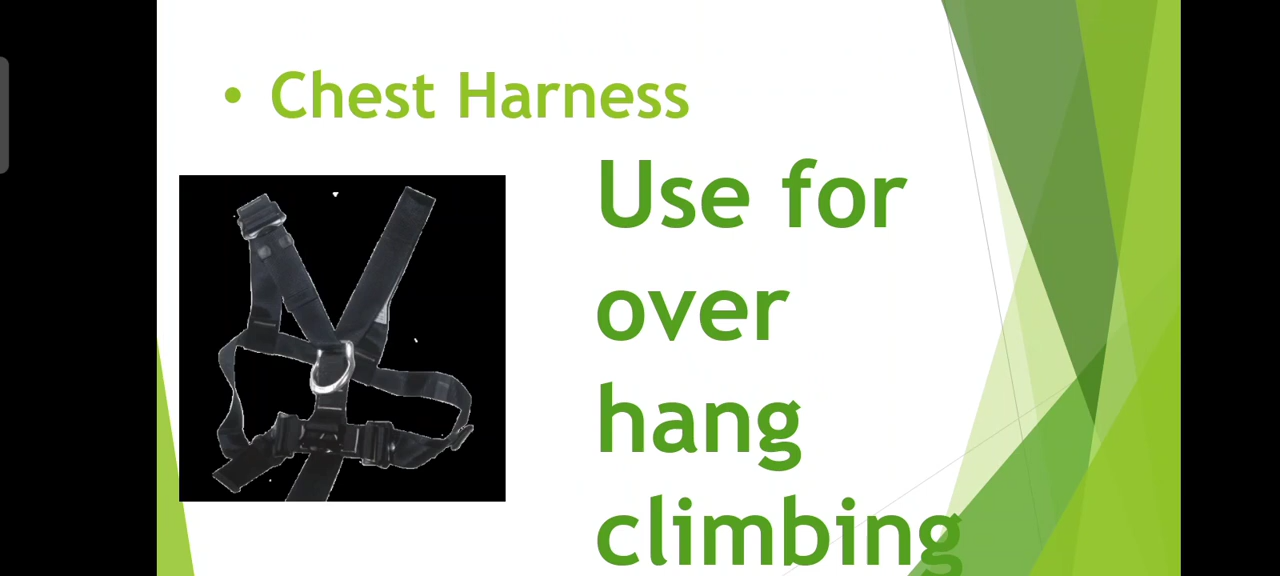 • Chest Harness
Use for
over
hang
climbing